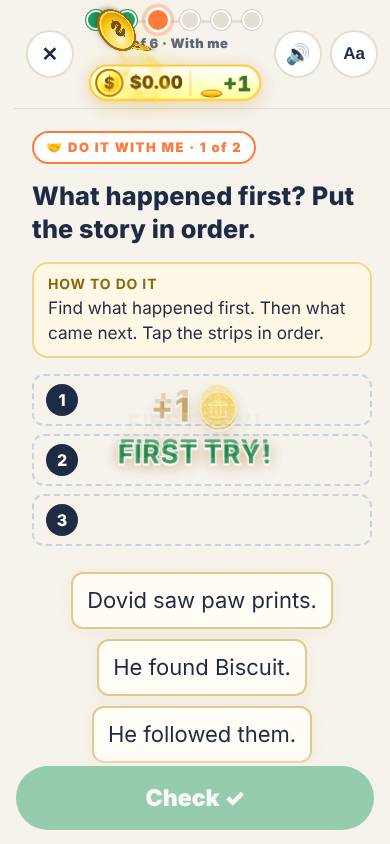 of 6 · With me
$0.00
+1
Aa
DO IT WITH ME · 1 of 2
What happened first? Put
the story in order.
HOW TO DO IT
Find what happened first. Then what
came next. Tap the strips in order.
1
+1
2
FIRST TRY!
3
Dovid saw paw prints.
He found Biscuit.
He followed them.
Check ✓